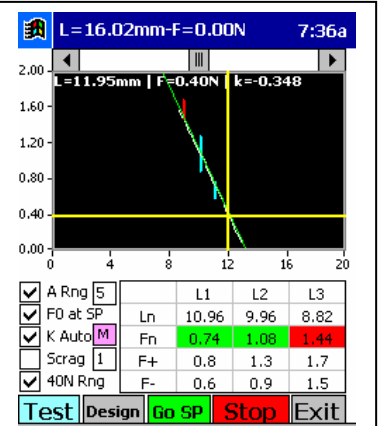 L=16.02mm-F=0.00N 7:36a
L=11.95mm | F=0.40N | k=-0.348
2.00
1.60
1.20
0.80
0.40
0.00
0 4 8 12 16 20
A Rng 5 L1 L2 L3
F0 at SP Ln 10.96 9.96 8.82
K Auto M Fn 0.74 1.08 1.44
Scrag 1 F+ 0.8 1.3 1.7
40N Rng F- 0.6 0.9 1.5
Test Design Go SP Stop Exit